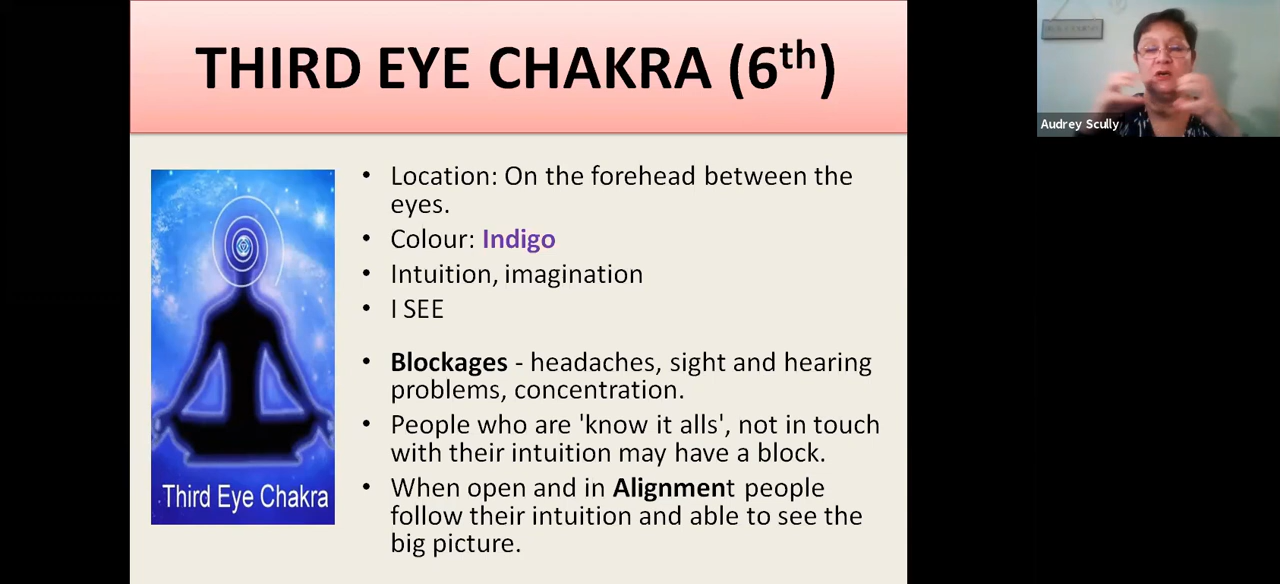 THIRD EYE CHAKRA (6th)
• Location: On the forehead between the
eyes.
• Colour: Indigo
• Intuition, imagination
• I SEE
• Blockages - headaches, sight and hearing
problems, concentration.
• People who are 'know it alls', not in touch
with their intuition may have a block.
• When open and in Alignment people
follow their intuition and able to see the
big picture.
Third Eye Chakra
Audrey Scully